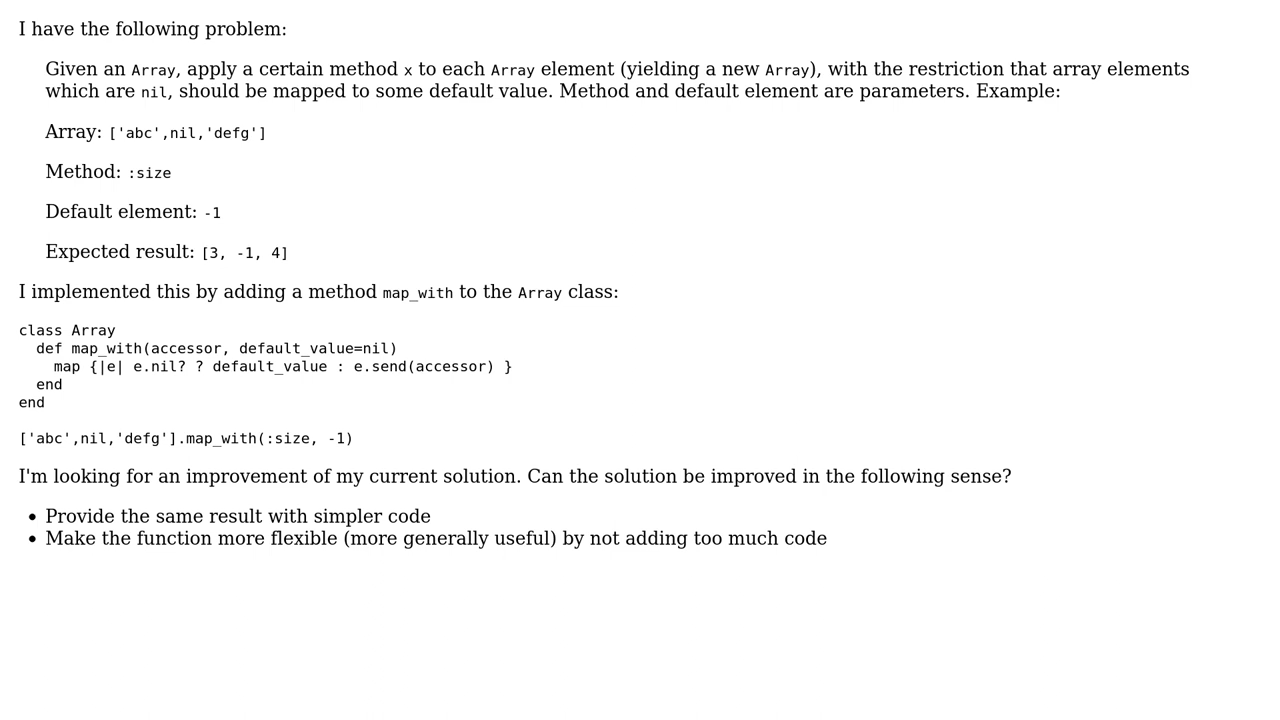 I have the following problem:
Given an Array, apply a certain method x to each Array element (yielding a new Array), with the restriction that array elements
which are nil, should be mapped to some default value. Method and default element are parameters. Example:
Array: ['abc',nil,'defg']
Method: :size
Default element: -1
Expected result: [3, -1, 4]
I implemented this by adding a method map_with to the Array class:
class Array
  def map_with(accessor, default_value=nil)
    map {|e| e.nil? ? default_value : e.send(accessor) }
  end
end
['abc',nil,'defg'].map_with(:size, -1)
I'm looking for an improvement of my current solution. Can the solution be improved in the following sense?
• Provide the same result with simpler code
• Make the function more flexible (more generally useful) by not adding too much code